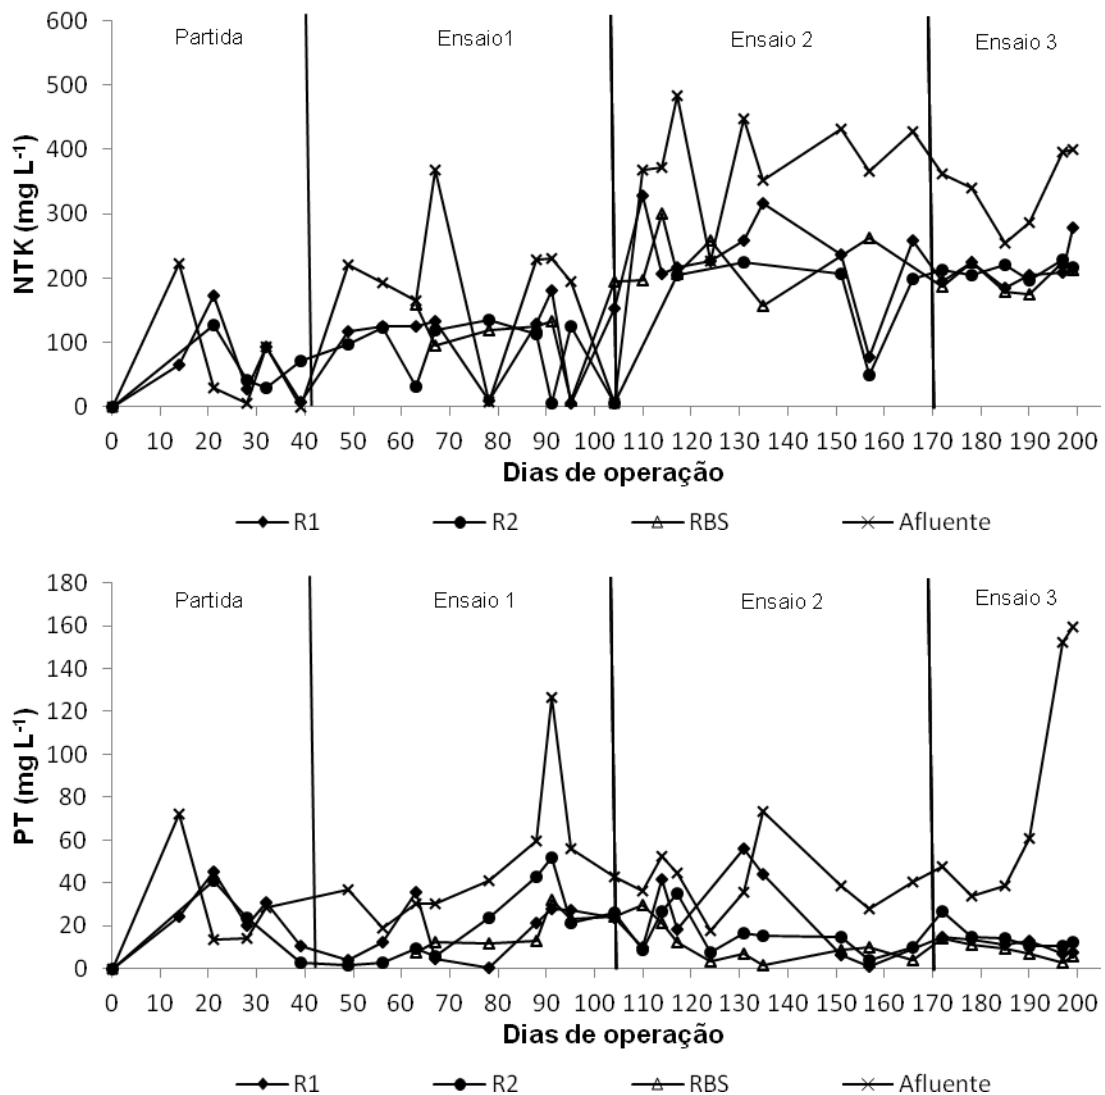 600
500
400
300
200
100
0
NTK (mg L-1)
Partida Ensaio1 Ensaio 2 Ensaio 3
0 10 20 30 40 50 60 70 80 90 100 110 120 130 140 150 160 170 180 190 200
Dias de operação
R1 R2 RBS Afluente
180
160
140
120
100
80
60
40
20
0
PT (mg L-1)
Partida Ensaio 1 Ensaio 2 Ensaio 3
0 10 20 30 40 50 60 70 80 90 100 110 120 130 140 150 160 170 180 190 200
Dias de operação
R1 R2 RBS Afluente